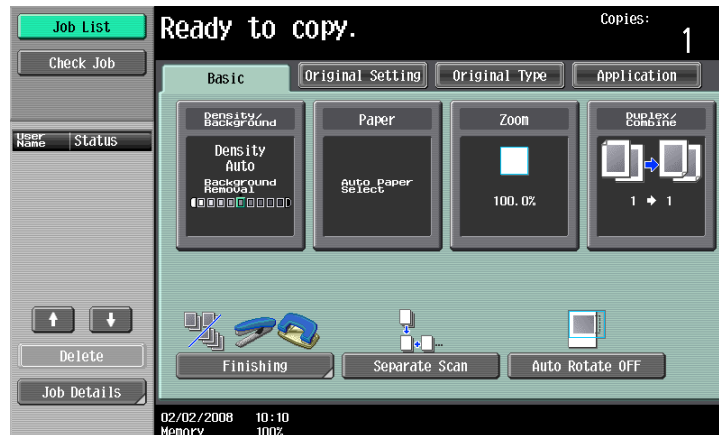 Job List
Ready to copy.
Copies:
1
Check Job
Basic
Original Setting
Original Type
Application
Density/
Background
Paper
Zoom
Duplex/
Combine
User
Name
Status
Density
Auto
Background
Removal
Auto Paper
Select
100.0%
1 → 1
Delete
Job Details
Finishing
Separate Scan
Auto Rotate OFF
02/02/2008 10:10
Memory 100%